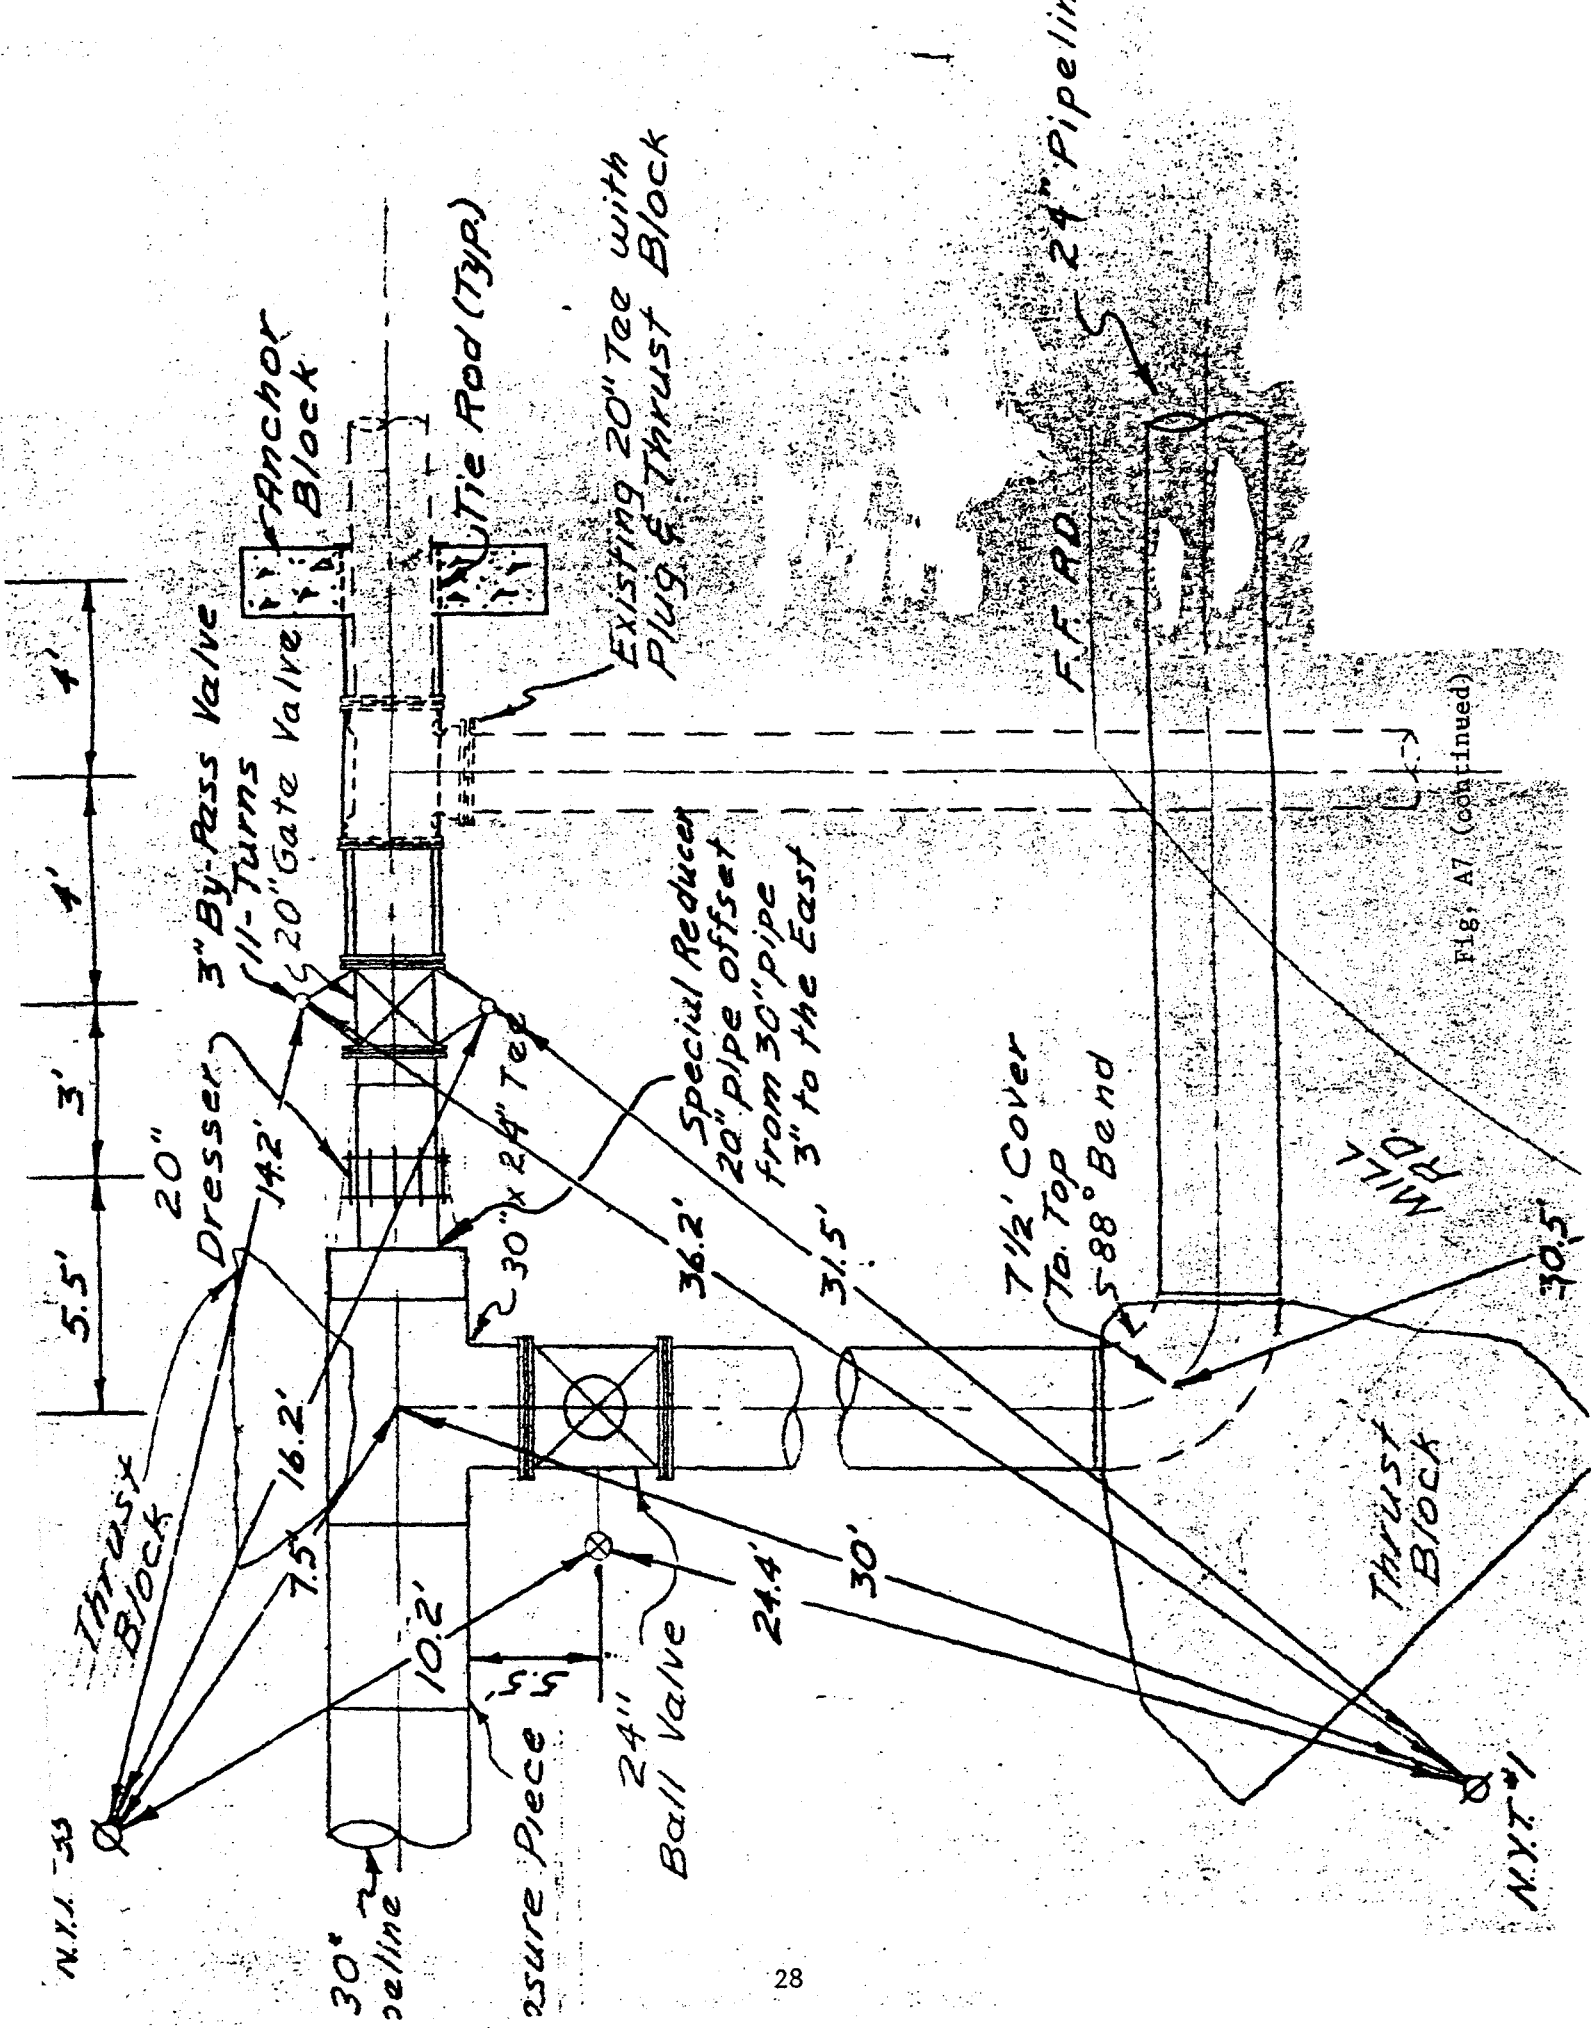 4'
4'
3'
5.5'
Anchor
Block
Tie Rod (Typ.)
Existing 20" Tee with
Plug & Thrust Block
24" Pipelin
F.F. RD
3" By-Pass Valve
11-Turns
20" Gate Valve
20"
Dresser
14.2'
16.2'
7.5'
10.2'
30" x 24" Tee
Special Reducer
20" pipe offset
from 30" pipe
3" to the East
36.2'
31.5'
7 1/2' Cover
To Top
88° Bend
MILL
RD.
30.5'
Thrust
Block
Thrust
Block
24.4'
30'
5.5'
24"
Ball Valve
osure Piece
30"
peline
N.Y.T. #1
Fig. A7 (continued)
28